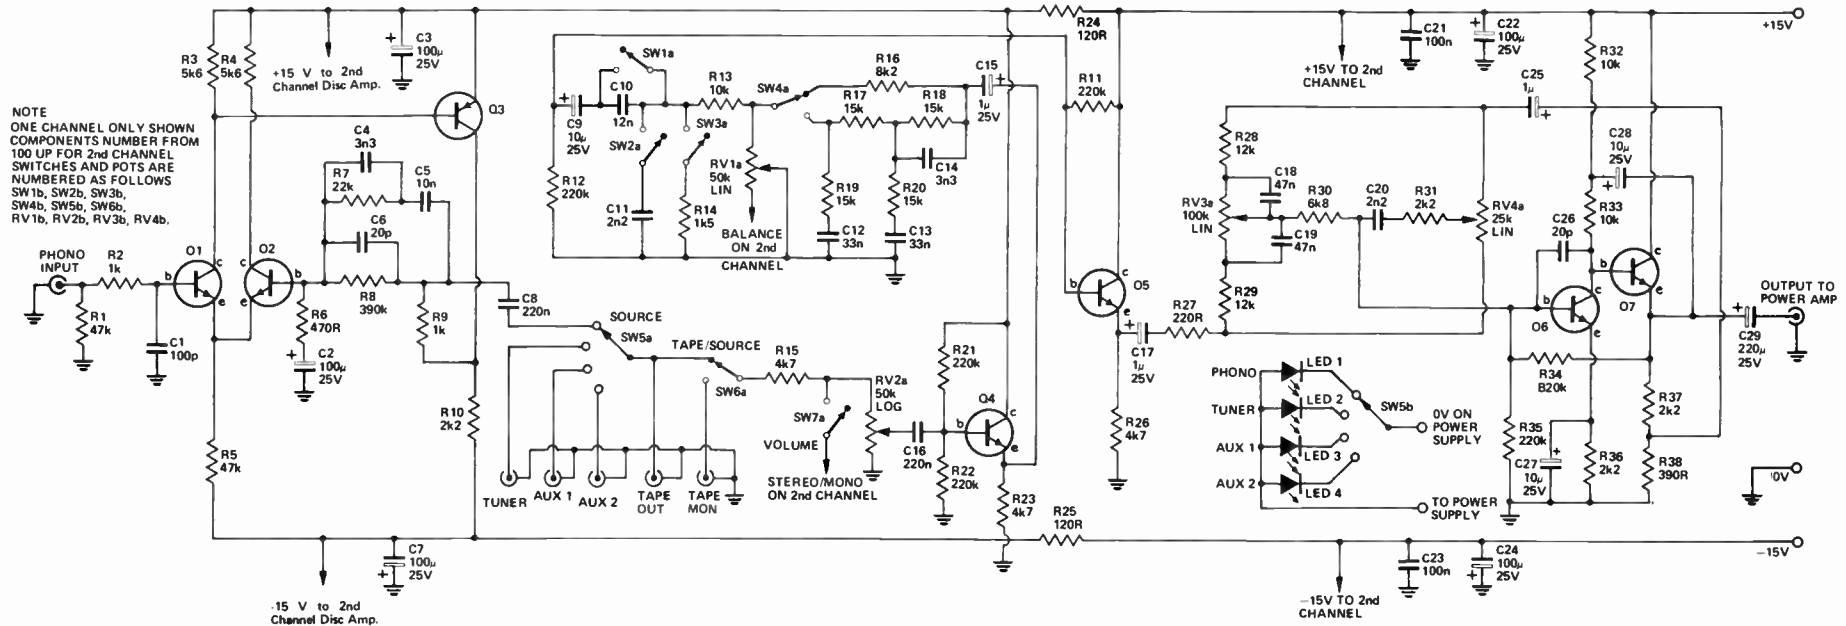 R3
5k6
R4
5k6
+15 V to 2nd
Channel Disc Amp.
+
C3
100µ
25V
Q3
NOTE
ONE CHANNEL ONLY SHOWN
COMPONENTS NUMBER FROM
100 UP FOR 2nd CHANNEL
SWITCHES AND POTS ARE
NUMBERED AS FOLLOWS
SW1b, SW2b, SW3b,
SW4b, SW5b, SW6b,
RV1b, RV2b, RV3b, RV4b.
C4
3n3
R7
22k
C5
10n
C6
20p
R8
390k
PHONO
INPUT
R2
1k
R1
47k
C1
100p
O1
b
c
e
O2
c
b
e
R6
470R
+
C2
100µ
25V
R9
1k
R10
2k2
R5
47k
-15 V to 2nd
Channel Disc Amp.
+
C7
100µ
25V
C8
220n
SOURCE
SW5a
TAPE/SOURCE
SW6a
R15
4k7
SW7a
VOLUME
RV2a
50k
LOG
STEREO/MONO
ON 2nd CHANNEL
TUNER
AUX 1
AUX 2
TAPE
OUT
TAPE
MON
C16
220n
R21
220k
R22
220k
Q4
b
c
e
R23
4k7
R25
120R
R24
120R
SW1a
+
C9
10µ
25V
C10
12n
R13
10k
SW2a
SW3a
R12
220k
C11
2n2
R14
1k5
RV1a
50k
LIN
BALANCE
ON 2nd
CHANNEL
SW4a
R16
8k2
R17
15k
R18
15k
C14
3n3
R19
15k
R20
15k
C12
33n
C13
33n
C15
+
1µ
25V
R11
220k
O5
b
c
e
+
C17
1µ
25V
R27
220R
R26
4k7
+15V TO 2nd
CHANNEL
C21
100n
+
C22
100µ
25V
+15V
R28
12k
C18
47n
RV3a
100k
LIN
C19
47n
R29
12k
R30
6k8
C20
2n2
R31
2k2
RV4a
25k
LIN
C25
1µ
+
25V
R32
10k
C28
10µ
25V
+
R33
10k
C26
20p
O6
b
c
e
O7
b
c
e
OUTPUT TO
POWER AMP
+
C29
220µ
25V
R34
B20k
R35
220k
+
C27
10µ
25V
R36
2k2
R37
2k2
R38
390R
PHONO
LED 1
TUNER
LED 2
AUX 1
LED 3
AUX 2
LED 4
SW5b
0V ON
POWER
SUPPLY
TO POWER
SUPPLY
0V
-15V TO 2nd
CHANNEL
C23
100n
+
C24
100µ
25V
-15V